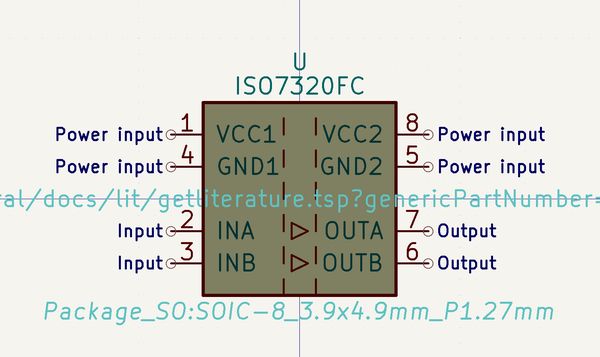 U
ISO7320FC
Power input 1 VCC1 VCC2 8 Power input
Power input 4 GND1 GND2 5 Power input
al/docs/lit/getliterature.tsp?genericPartNumber=
Input 2 INA OUTA 7 Output
Input 3 INB OUTB 6 Output
Package_SO:SOIC-8_3.9x4.9mm_P1.27mm